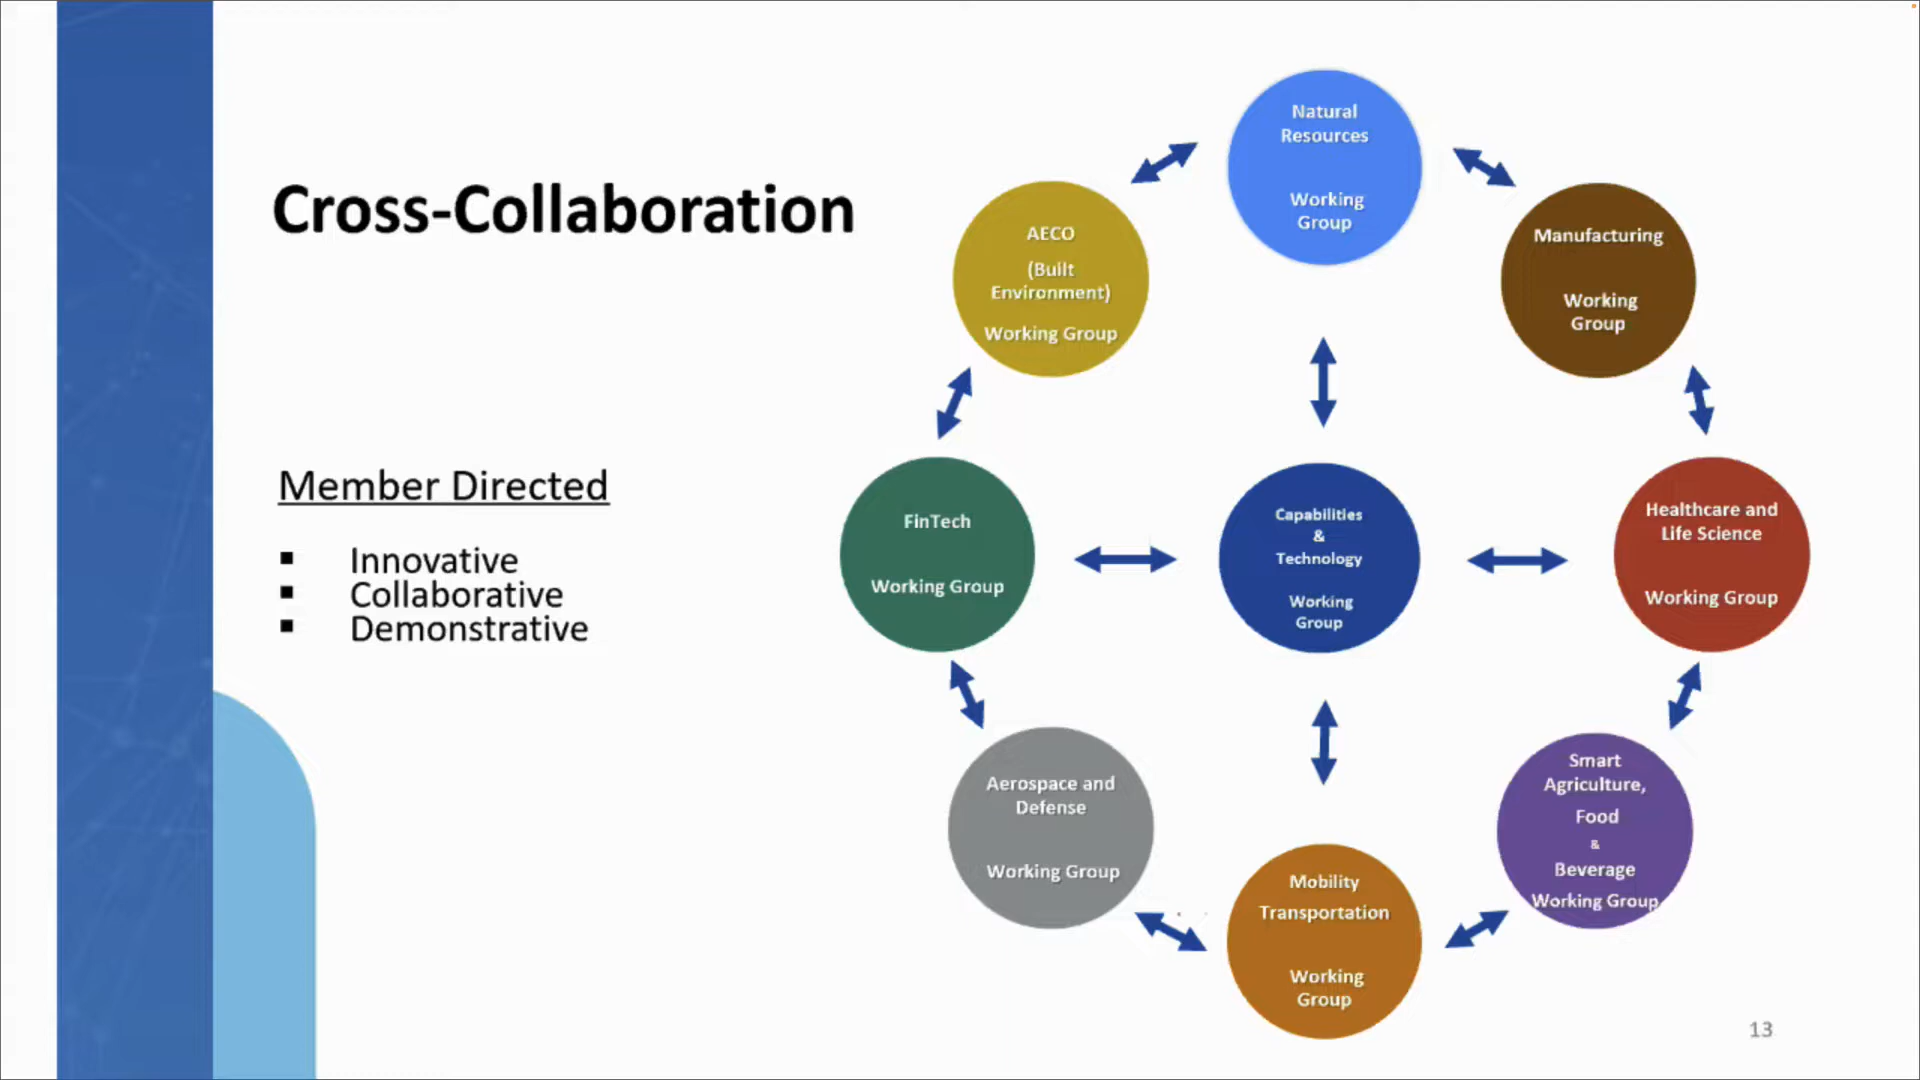 Cross-Collaboration
Member Directed
▪ Innovative
▪ Collaborative
▪ Demonstrative
Natural
Resources
Working
Group
AECO
(Built
Environment)
Working Group
Manufacturing
Working
Group
FinTech
Working Group
Capabilities
&
Technology
Working
Group
Healthcare and
Life Science
Working Group
Aerospace and
Defense
Working Group
Smart
Agriculture,
Food
&
Beverage
Working Group
Mobility
Transportation
Working
Group
13